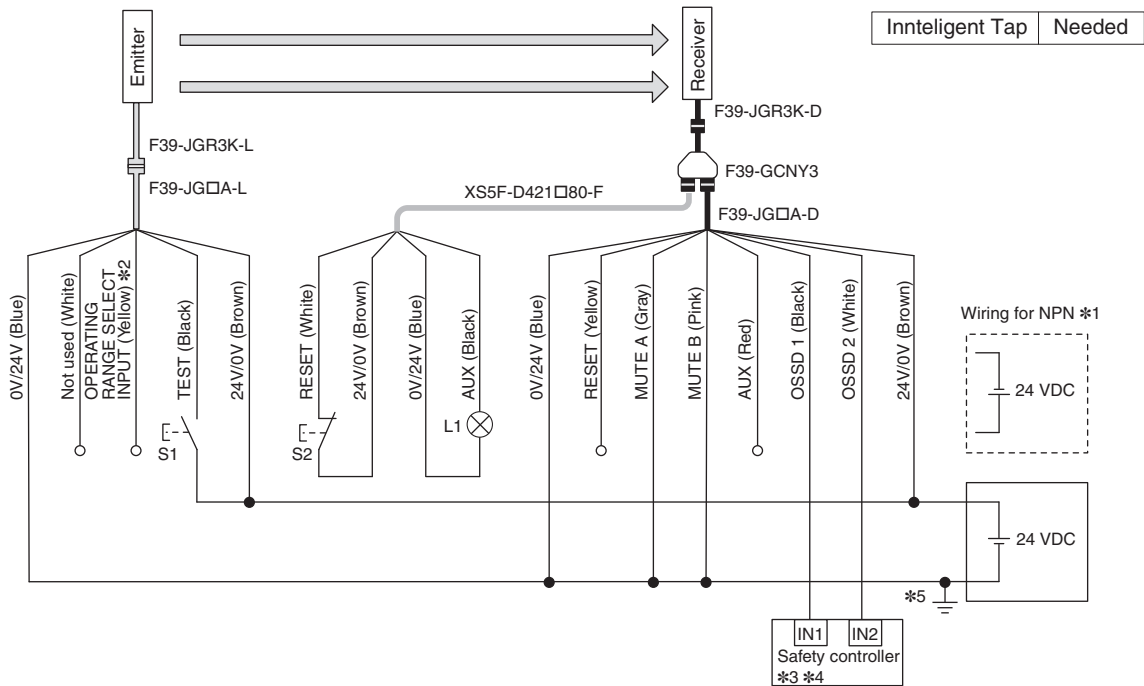 Emitter
Receiver
Innteligent Tap Needed
F39-JGR3K-D
F39-JGR3K-L
F39-GCNY3
F39-JG□A-L
XS5F-D421□80-F
F39-JG□A-D
0V/24V (Blue)
Not used (White)
OPERATING
RANGE SELECT
INPUT (Yellow) *2
TEST (Black)
24V/0V (Brown)
RESET (White)
24V/0V (Brown)
0V/24V (Blue)
AUX (Black)
0V/24V (Blue)
RESET (Yellow)
MUTE A (Gray)
MUTE B (Pink)
AUX (Red)
OSSD 1 (Black)
OSSD 2 (White)
24V/0V (Brown)
Wiring for NPN *1
24 VDC
S1
S2
L1
24 VDC
*5
IN1 IN2
Safety controller
*3 *4